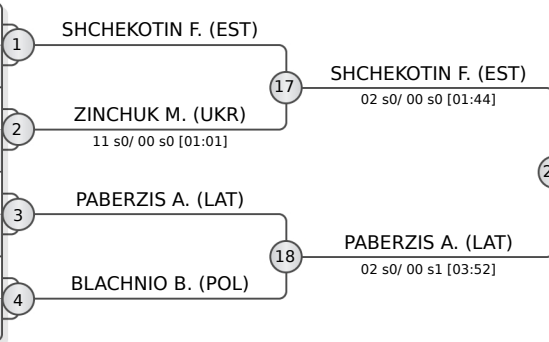 SHCHEKOTIN F. (EST)
1
17
SHCHEKOTIN F. (EST)
02 s0/ 00 s0 [01:44]
ZINCHUK M. (UKR)
2
11 s0/ 00 s0 [01:01]
PABERZIS A. (LAT)
3
18
PABERZIS A. (LAT)
02 s0/ 00 s1 [03:52]
BLACHNIO B. (POL)
4